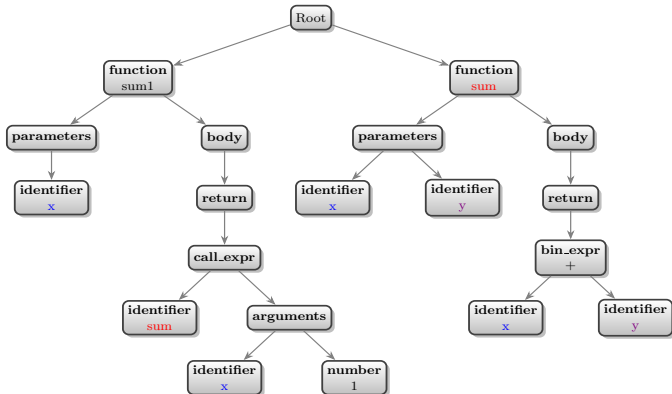 Root
function
sum1
function
sum
parameters
body
parameters
body
identifier
x
return
identifier
x
identifier
y
return
call_expr
bin_expr
+
identifier
sum
arguments
identifier
x
identifier
y
identifier
x
number
1